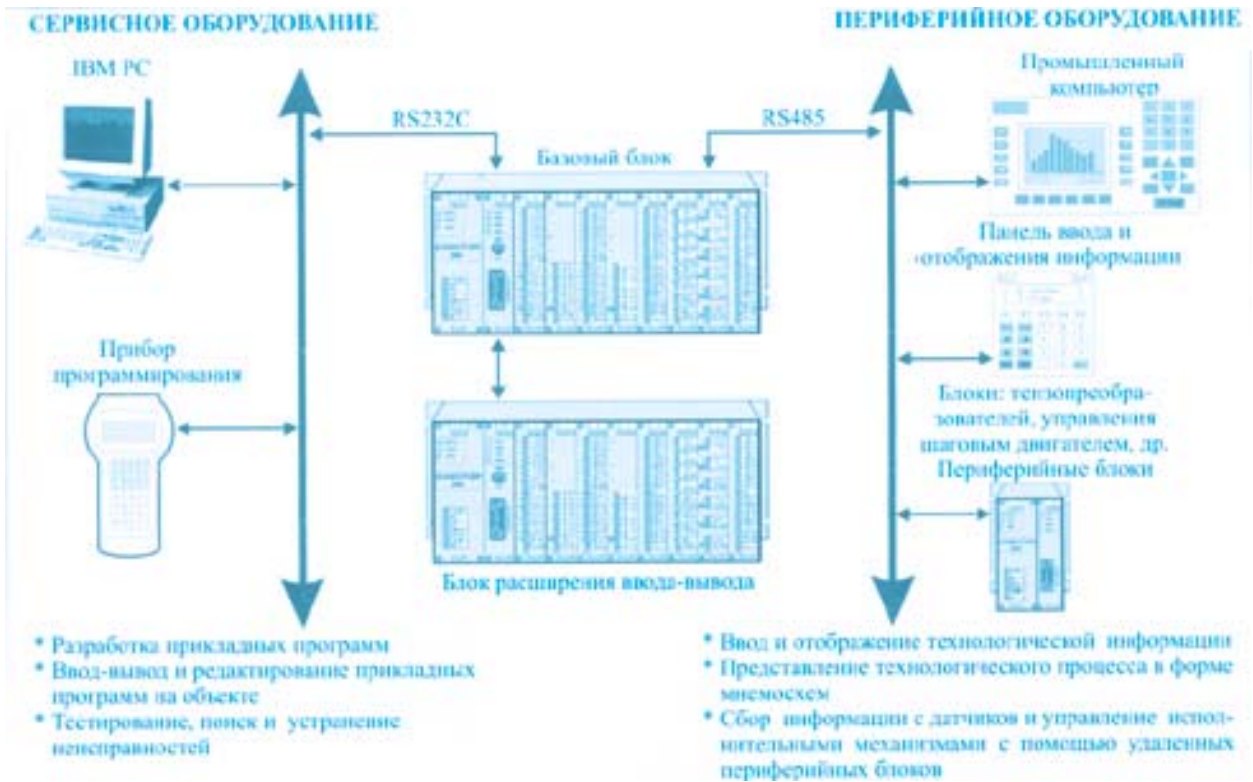 СЕРВИСНОЕ ОБОРУДОВАНИЕ
IBM PC
Прибор
программирования
* Разработка прикладных программ
* Ввод-вывод и редактирование прикладных
программ на объекте
* Тестирование, поиск и устранение
неисправностей
RS232C
RS485
Базовый блок
Блок расширения ввода-вывода
ПЕРИФЕРИЙНОЕ ОБОРУДОВАНИЕ
Промышленный
компьютер
Панель ввода и
отображения информации
Блоки: тензопреобра-
зователей, управления
шаговым двигателем, др.
Периферийные блоки
* Ввод и отображение технологической информации
* Представление технологического процесса в форме
мнемосхем
* Сбор информации с датчиков и управление испол-
нительными механизмами с помощью удаленных
периферийных блоков